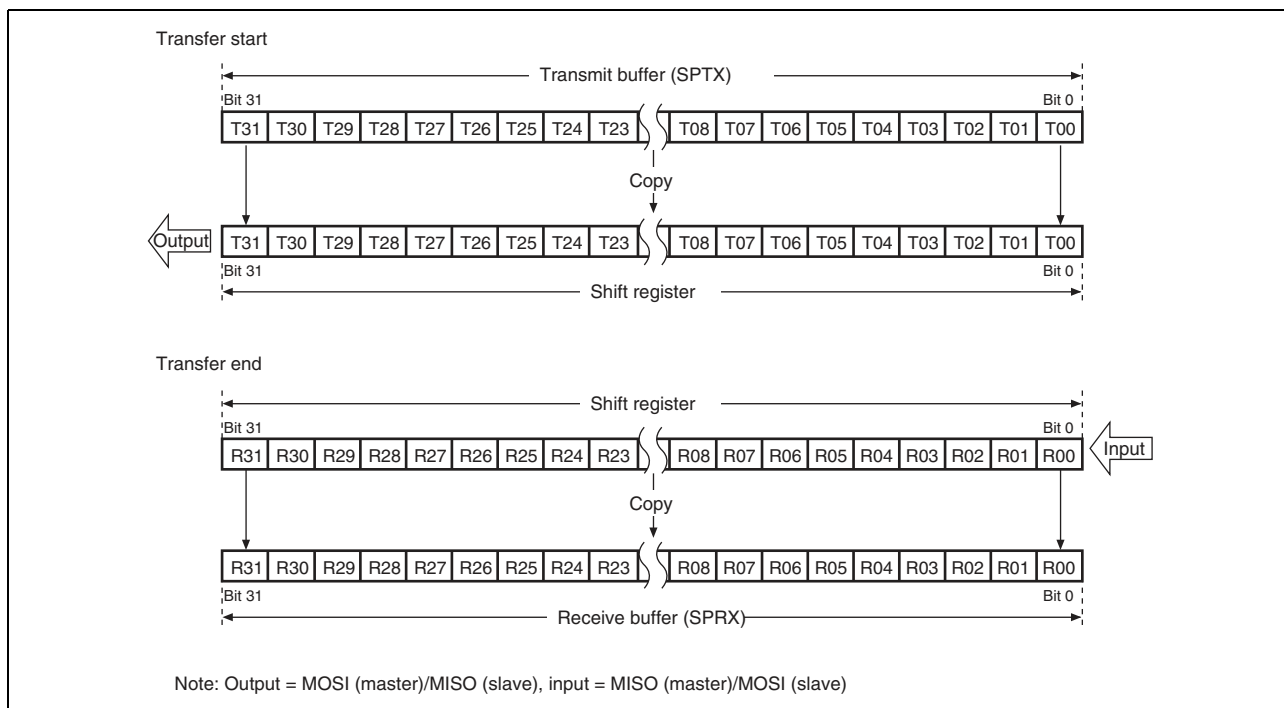 Transfer start
Transmit buffer (SPTX)
Bit 31 Bit 0
T31 T30 T29 T28 T27 T26 T25 T24 T23 T08 T07 T06 T05 T04 T03 T02 T01 T00
Copy
Output T31 T30 T29 T28 T27 T26 T25 T24 T23 T08 T07 T06 T05 T04 T03 T02 T01 T00
Bit 31 Bit 0
Shift register
Transfer end
Shift register
Bit 31 Bit 0
R31 R30 R29 R28 R27 R26 R25 R24 R23 R08 R07 R06 R05 R04 R03 R02 R01 R00 Input
Copy
R31 R30 R29 R28 R27 R26 R25 R24 R23 R08 R07 R06 R05 R04 R03 R02 R01 R00
Bit 31 Bit 0
Receive buffer (SPRX)
Note: Output = MOSI (master)/MISO (slave), input = MISO (master)/MOSI (slave)